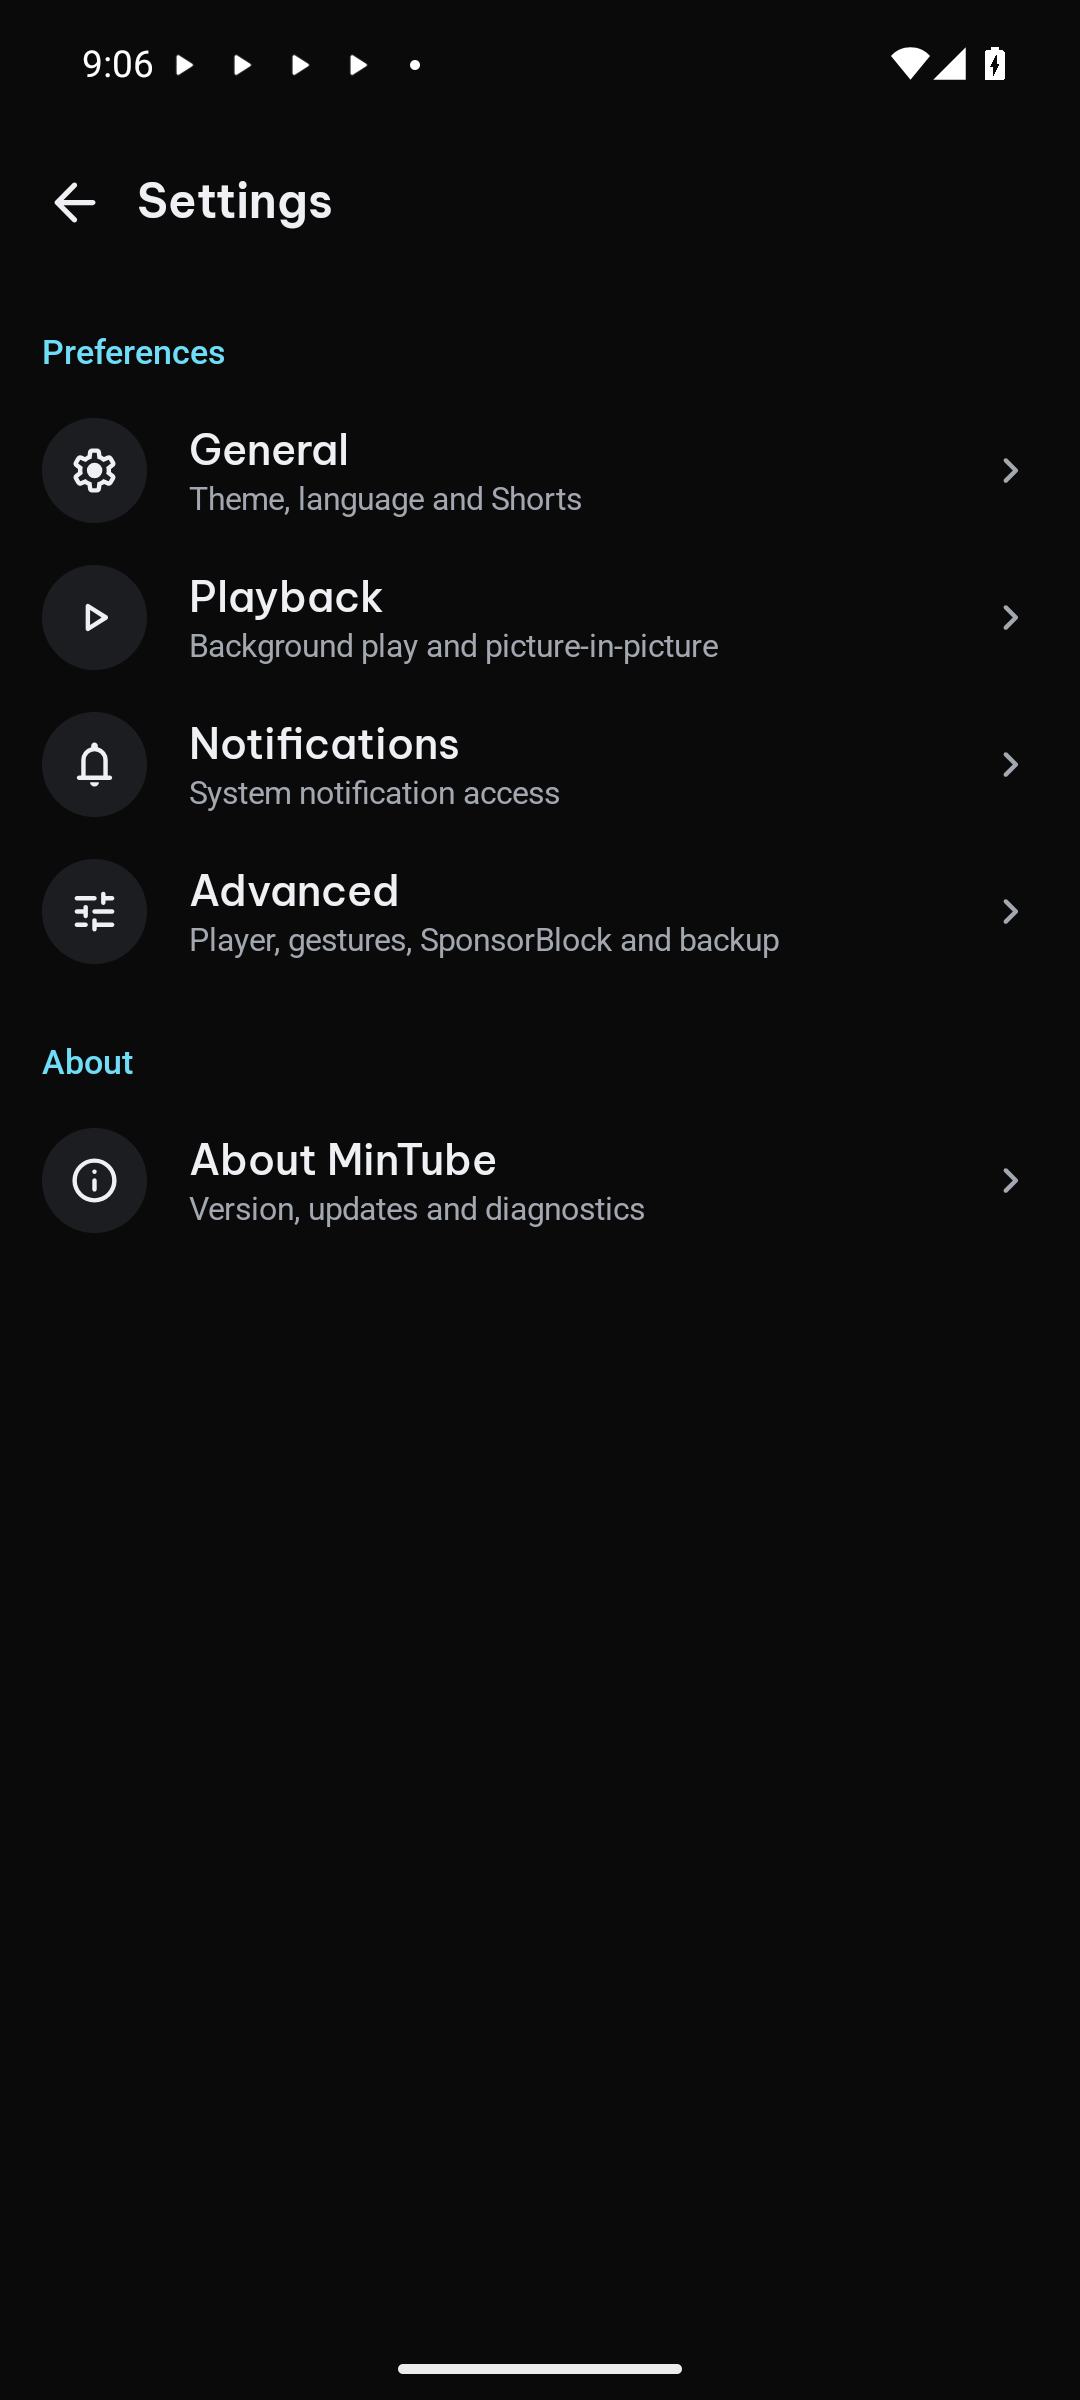 9:06
Settings
Preferences
General
Theme, language and Shorts
Playback
Background play and picture-in-picture
Notifications
System notification access
Advanced
Player, gestures, SponsorBlock and backup
About
About MinTube
Version, updates and diagnostics